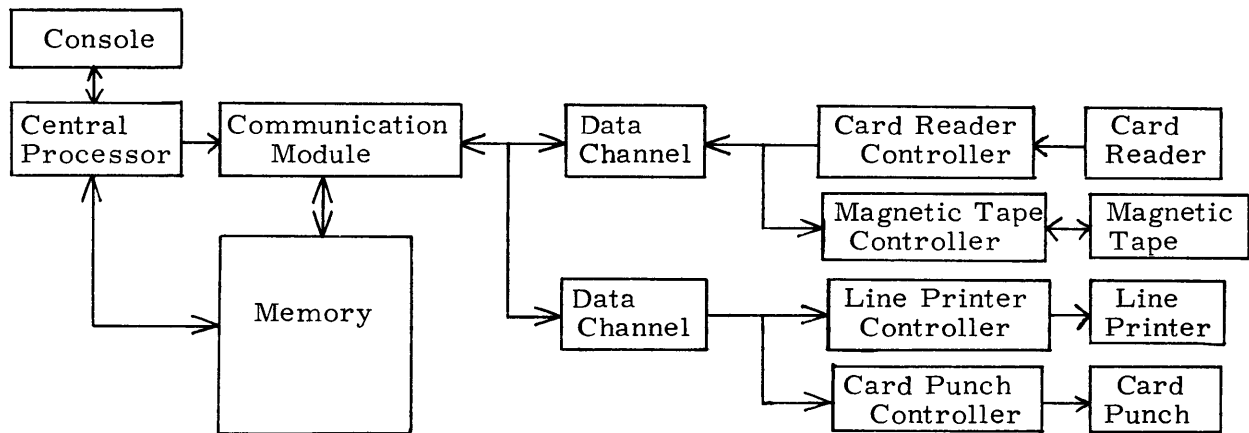 Console
Central
Processor
Communication
Module
Memory
Data
Channel
Card Reader
Controller
Card
Reader
Magnetic Tape
Controller
Magnetic
Tape
Data
Channel
Line Printer
Controller
Line
Printer
Card Punch
Controller
Card
Punch